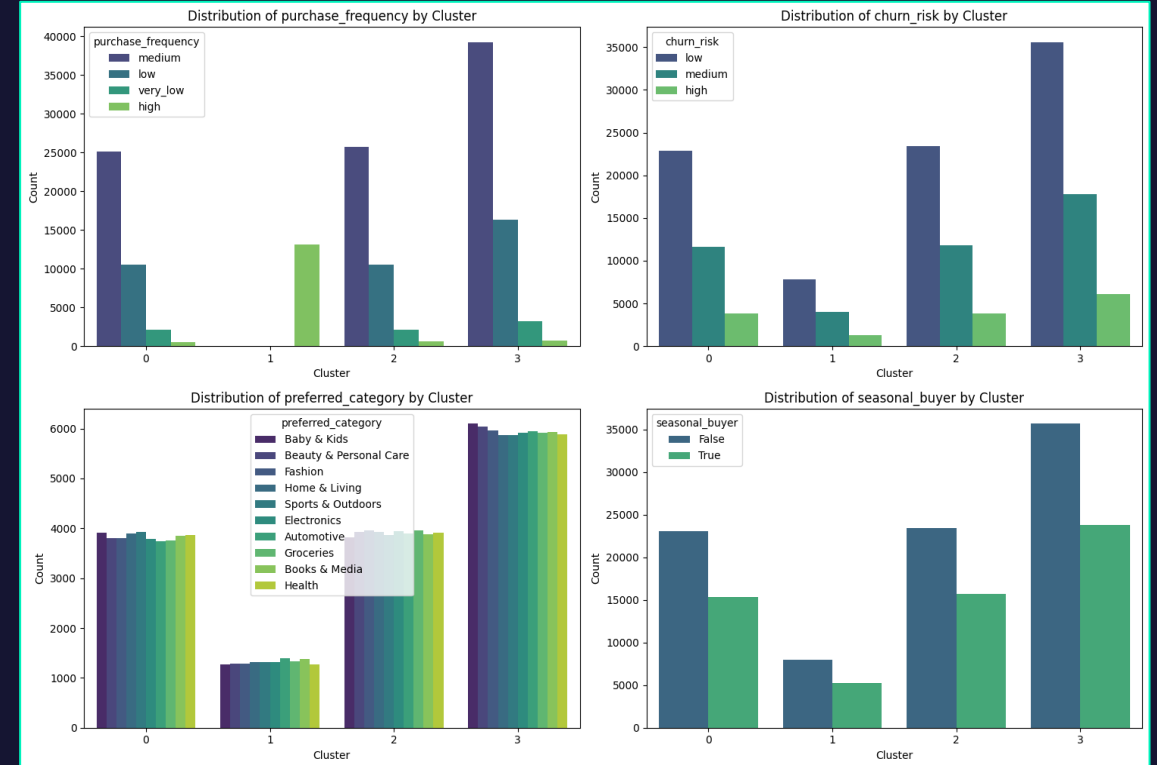 Distribution of purchase_frequency by Cluster
purchase_frequency
medium
low
very_low
high
40000
35000
30000
25000
20000
15000
10000
5000
0
Count
0 1 2 3
Cluster
Distribution of churn_risk by Cluster
churn_risk
low
medium
high
35000
30000
25000
20000
15000
10000
5000
0
Count
0 1 2 3
Cluster
Distribution of preferred_category by Cluster
preferred_category
Baby & Kids
Beauty & Personal Care
Fashion
Home & Living
Sports & Outdoors
Electronics
Automotive
Groceries
Books & Media
Health
6000
5000
4000
3000
2000
1000
0
Count
0 1 2 3
Cluster
Distribution of seasonal_buyer by Cluster
seasonal_buyer
False
True
35000
30000
25000
20000
15000
10000
5000
0
Count
0 1 2 3
Cluster